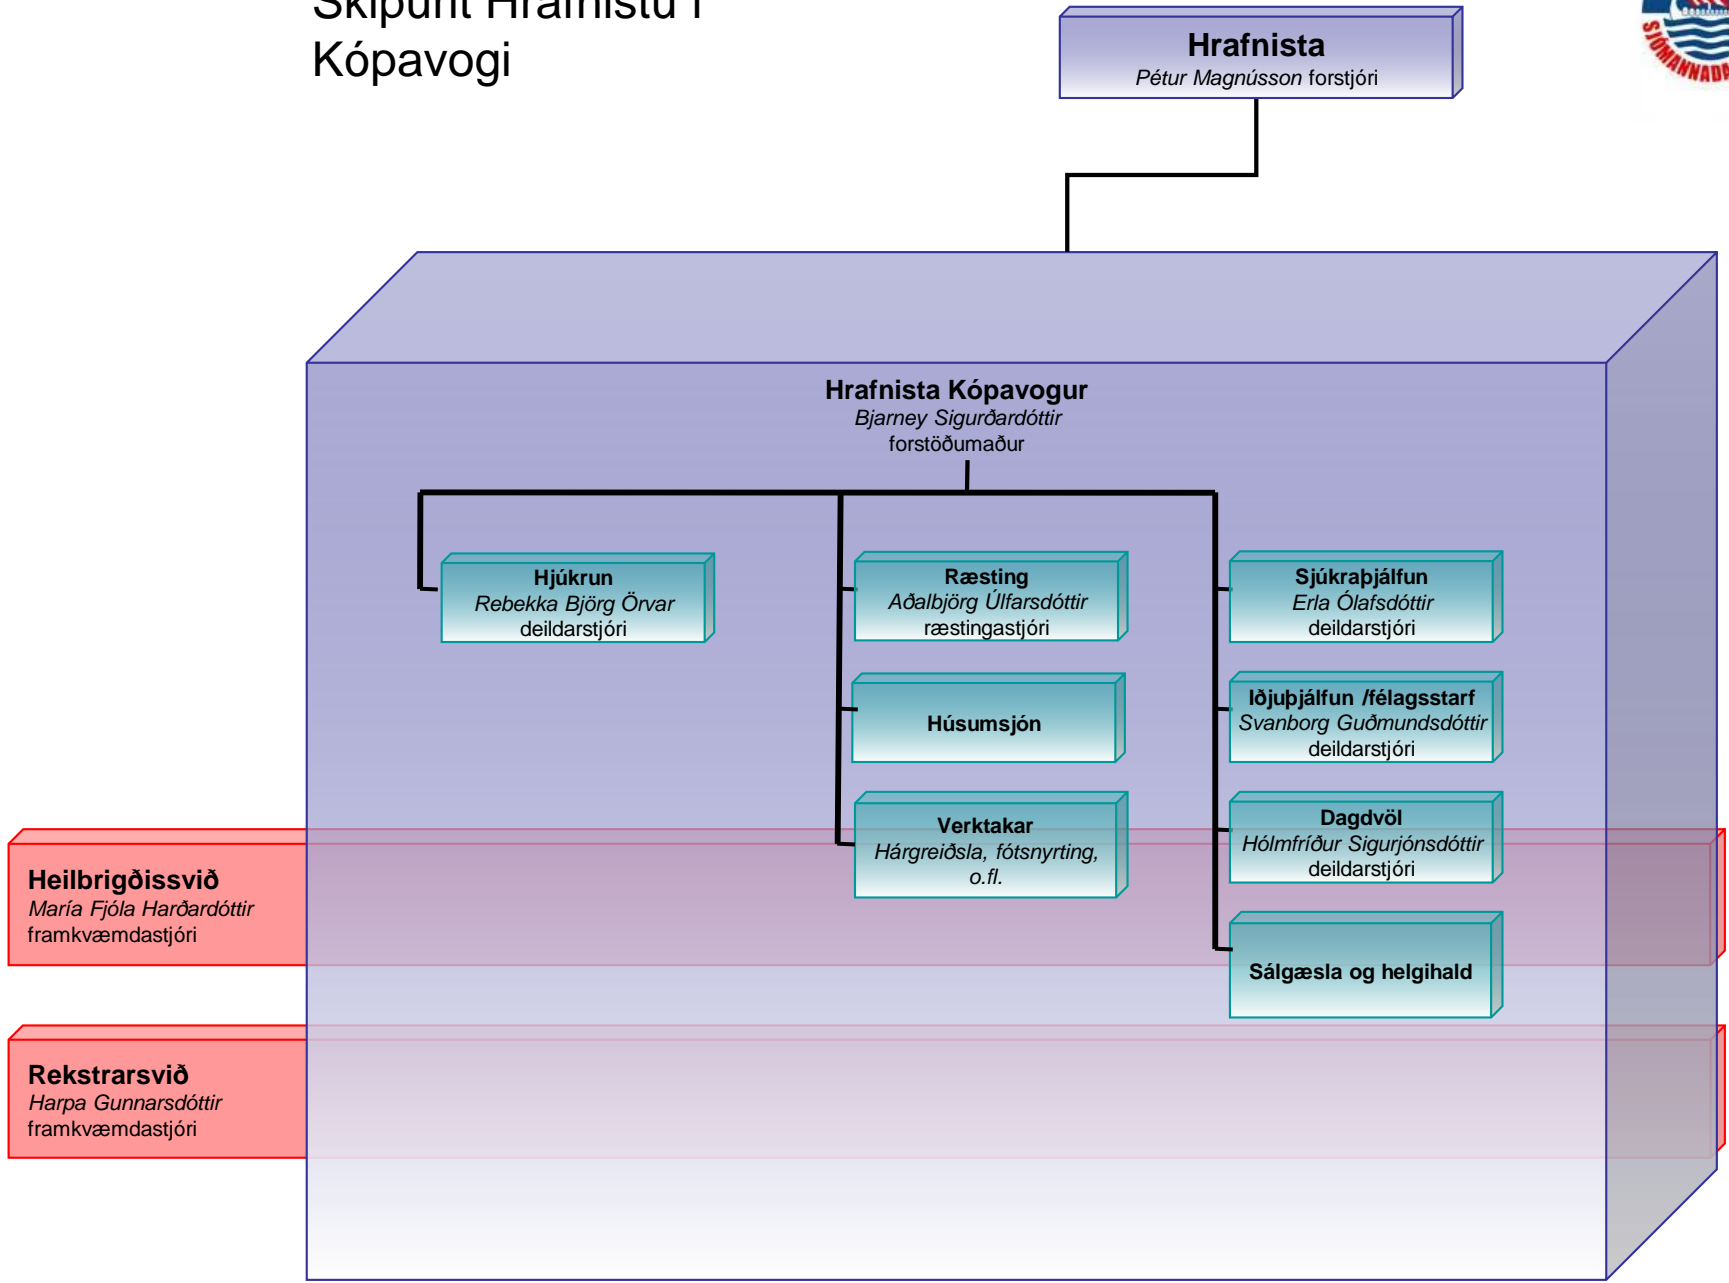 Skipurit Hrafnistu í
Kópavogi
Hrafnista
Pétur Magnússon forstjóri
Hrafnista Kópavogur
Bjarney Sigurðardóttir
forstöðumaður
Hjúkrun
Rebekka Björg Örvar
deildarstjóri
Ræsting
Aðalbjörg Úlfarsdóttir
ræstingastjóri
Húsumsjón
Verktakar
Hárgreiðsla, fótsnyrting,
o.fl.
Sjúkraþjálfun
Erla Ólafsdóttir
deildarstjóri
Iðjuþjálfun /félagsstarf
Svanborg Guðmundsdóttir
deildarstjóri
Dagdvöl
Hólmfríður Sigurjónsdóttir
deildarstjóri
Sálgæsla og helgihald
Heilbrigðissvið
María Fjóla Harðardóttir
framkvæmdastjóri
Rekstrarsvið
Harpa Gunnarsdóttir
framkvæmdastjóri